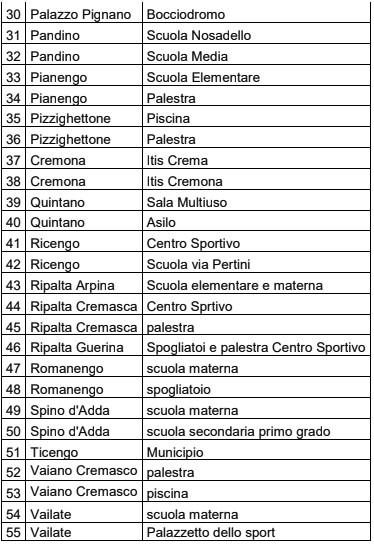 30 Palazzo Pignano Bocciodromo
31 Pandino Scuola Nosadello
32 Pandino Scuola Media
33 Pianengo Scuola Elementare
34 Pianengo Palestra
35 Pizzighettone Piscina
36 Pizzighettone Palestra
37 Cremona Itis Crema
38 Cremona Itis Cremona
39 Quintano Sala Multiuso
40 Quintano Asilo
41 Ricengo Centro Sportivo
42 Ricengo Scuola via Pertini
43 Ripalta Arpina Scuola elementare e materna
44 Ripalta Cremasca Centro Sprtivo
45 Ripalta Cremasca palestra
46 Ripalta Guerina Spogliatoi e palestra Centro Sportivo
47 Romanengo scuola materna
48 Romanengo spogliatoio
49 Spino d'Adda scuola materna
50 Spino d'Adda scuola secondaria primo grado
51 Ticengo Municipio
52 Vaiano Cremasco palestra
53 Vaiano Cremasco piscina
54 Vailate scuola materna
55 Vailate Palazzetto dello sport